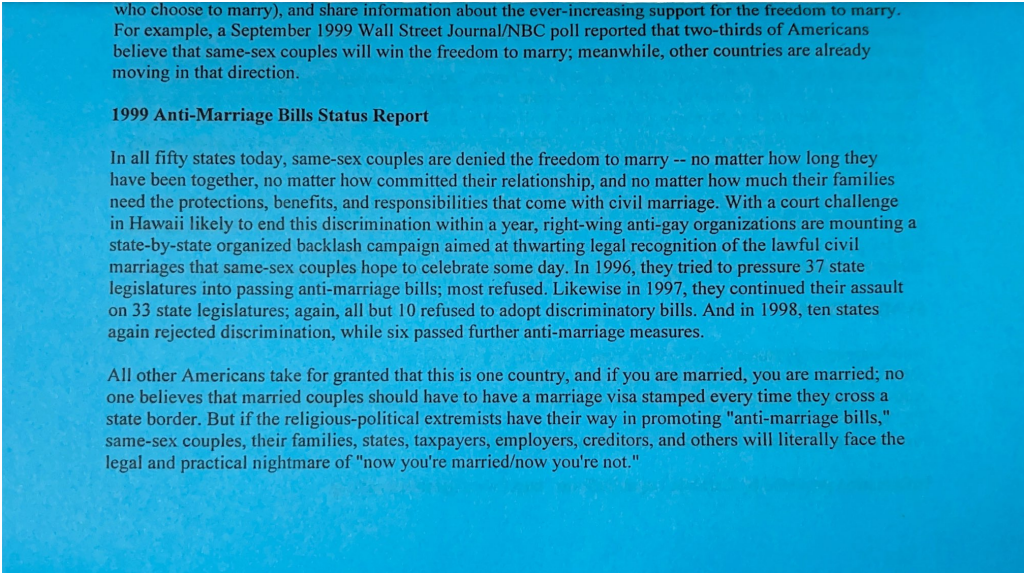 who choose to marry), and share information about the ever-increasing support for the freedom to marry.
For example, a September 1999 Wall Street Journal/NBC poll reported that two-thirds of Americans
believe that same-sex couples will win the freedom to marry; meanwhile, other countries are already
moving in that direction.
1999 Anti-Marriage Bills Status Report
In all fifty states today, same-sex couples are denied the freedom to marry -- no matter how long they
have been together, no matter how committed their relationship, and no matter how much their families
need the protections, benefits, and responsibilities that come with civil marriage. With a court challenge
in Hawaii likely to end this discrimination within a year, right-wing anti-gay organizations are mounting a
state-by-state organized backlash campaign aimed at thwarting legal recognition of the lawful civil
marriages that same-sex couples hope to celebrate some day. In 1996, they tried to pressure 37 state
legislatures into passing anti-marriage bills; most refused. Likewise in 1997, they continued their assault
on 33 state legislatures; again, all but 10 refused to adopt discriminatory bills. And in 1998, ten states
again rejected discrimination, while six passed further anti-marriage measures.
All other Americans take for granted that this is one country, and if you are married, you are married; no
one believes that married couples should have to have a marriage visa stamped every time they cross a
state border. But if the religious-political extremists have their way in promoting "anti-marriage bills,"
same-sex couples, their families, states, taxpayers, employers, creditors, and others will literally face the
legal and practical nightmare of "now you're married/now you're not."